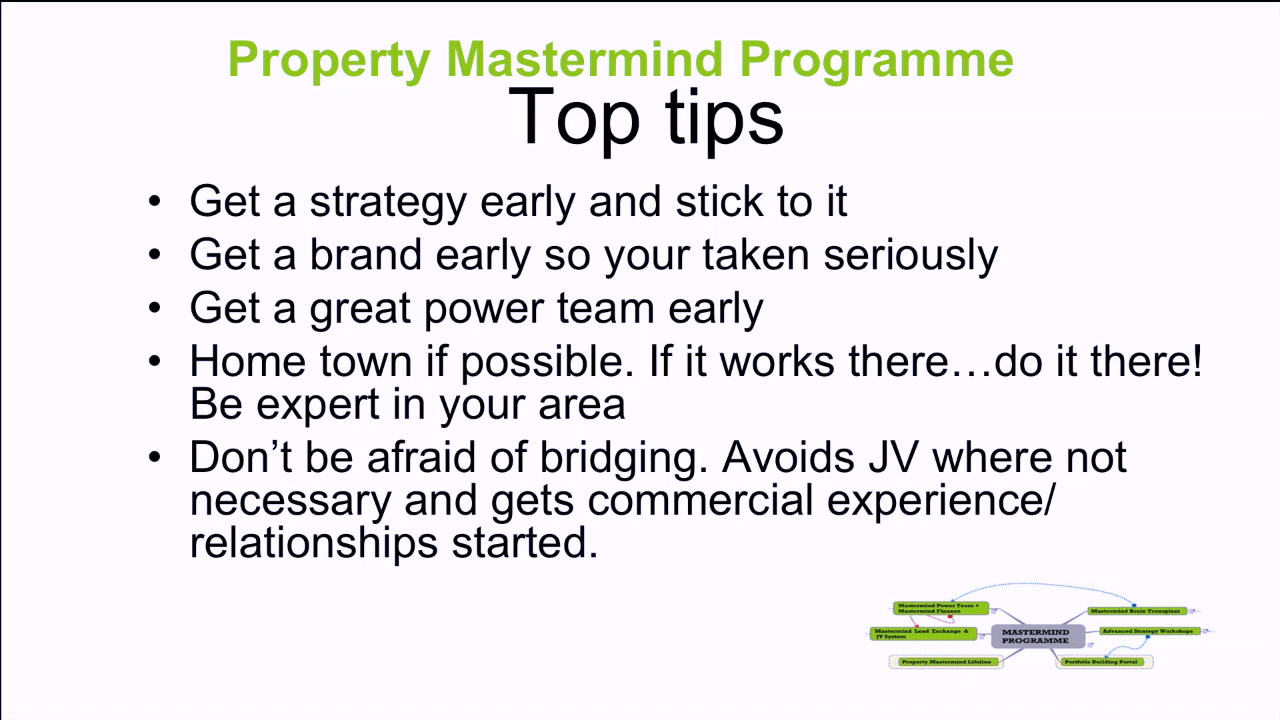 Property Mastermind Programme
Top tips
• Get a strategy early and stick to it
• Get a brand early so your taken seriously
• Get a great power team early
• Home town if possible. If it works there…do it there!
Be expert in your area
• Don’t be afraid of bridging. Avoids JV where not
necessary and gets commercial experience/
relationships started.
Mastermind Power Team +
Mastermind Finance
Mastermind Brain Transplant
Mastermind Lead Exchange &
JV System
MASTERMIND
PROGRAMME
Advanced Strategy Workshops
Property Mastermind Lifeline
Portfolio Building Portal